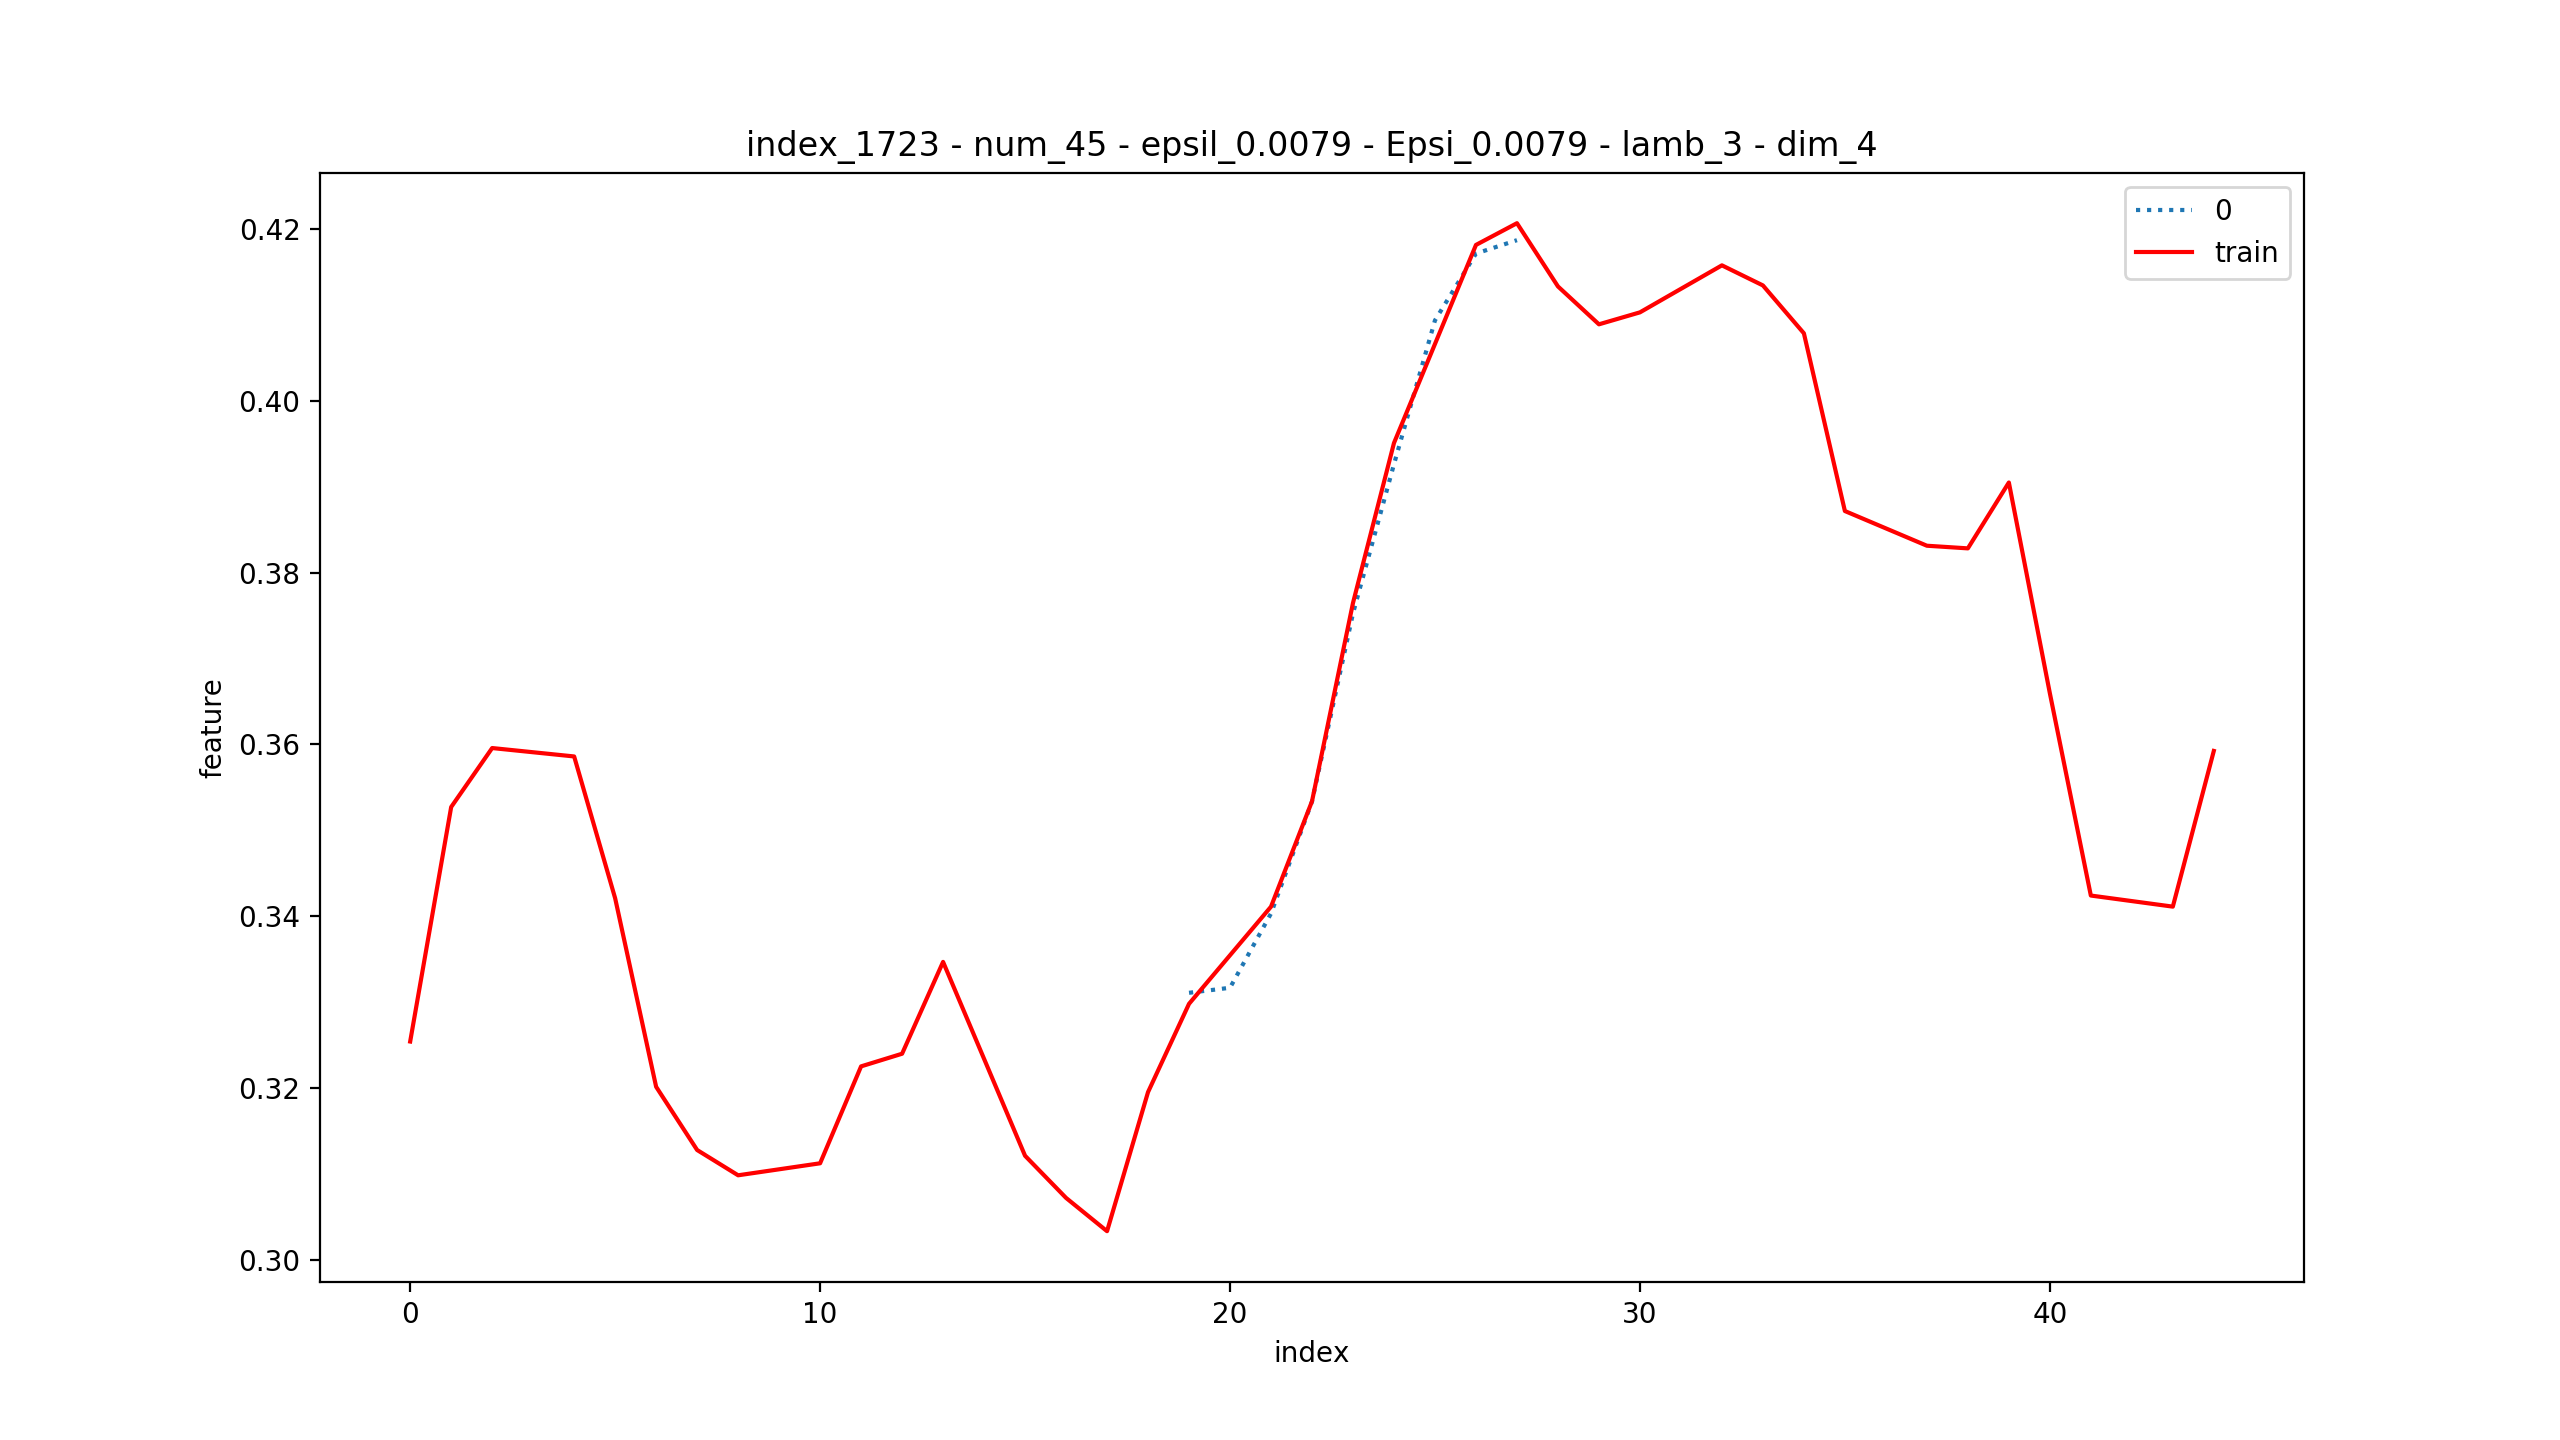 index_1723 - num_45 - epsil_0.0079 - Epsi_0.0079 - lamb_3 - dim_4
0
train
0.42
0.40
0.38
0.36
0.34
0.32
0.30
feature
0 10 20 30 40
index